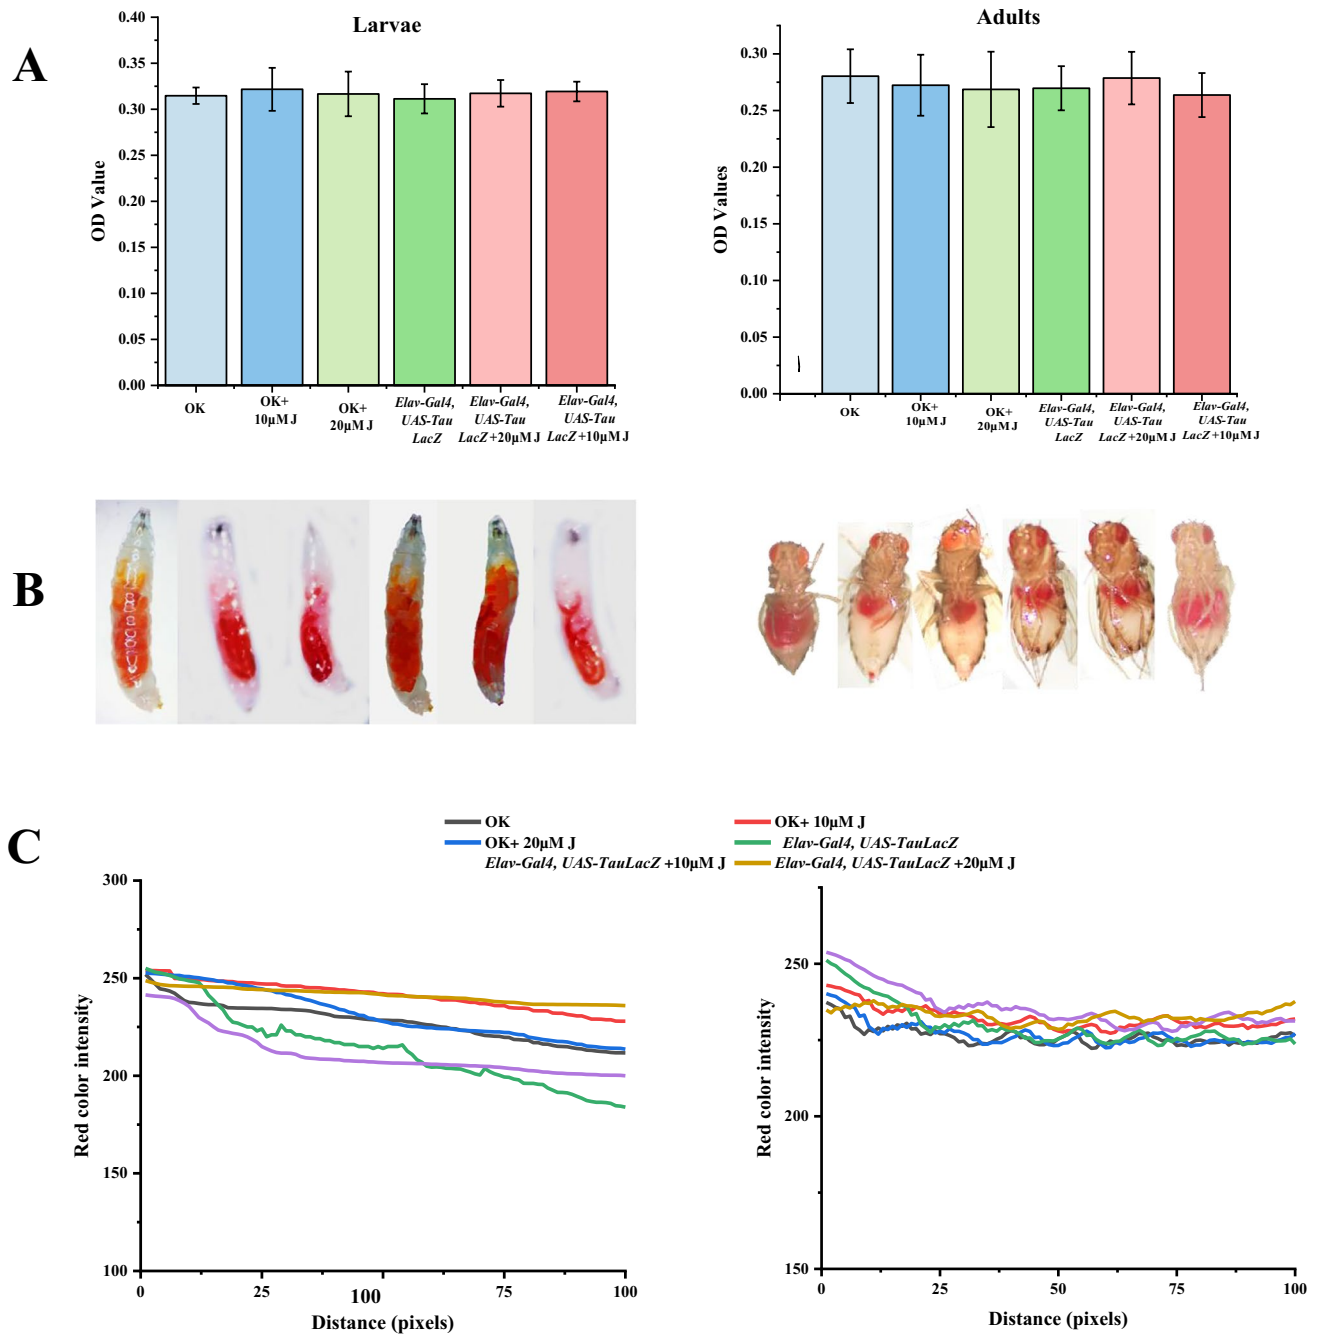 A
Larvae
OD Value
0.40
0.35
0.30
0.25
0.20
0.15
0.10
0.05
0.00
OK
OK+
10μM J
OK+
20μM J
Elav-Gal4,
UAS-Tau
LacZ
Elav-Gal4,
UAS-Tau
LacZ+20μM J
Elav-Gal4,
UAS-Tau
LacZ+10μM J
Adults
OD Values
0.30
0.25
0.20
0.15
0.10
0.05
0.00
OK
OK+
10μM J
OK+
20μM J
Elav-Gal4,
UAS-Tau
LacZ
Elav-Gal4,
UAS-Tau
LacZ+20μM J
Elav-Gal4,
UAS-Tau
LacZ+10μM J
B
C
OK
OK+ 10μM J
OK+ 20μM J
Elav-Gal4, UAS-TauLacZ
Elav-Gal4, UAS-TauLacZ +10μM J
Elav-Gal4, UAS-TauLacZ +20μM J
Red color intensity
300
250
200
150
100
0
25
100
75
100
Distance (pixels)
Red color intensity
250
200
150
0
25
50
75
100
Distance (pixels)